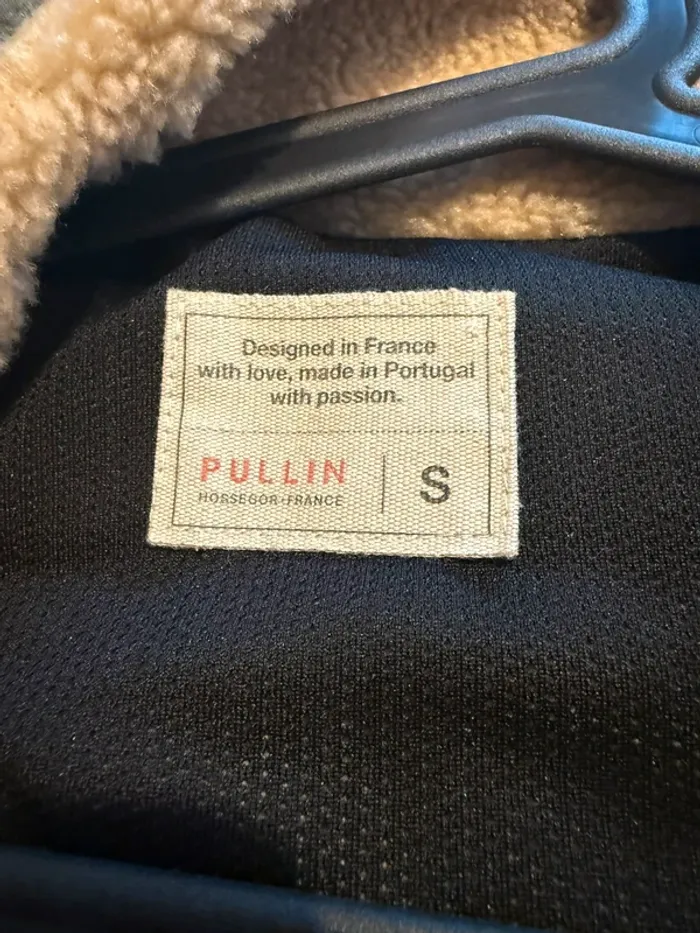 Designed in France
with love, made in Portugal
with passion.
PULLIN
HOSSEGOR·FRANCE
S